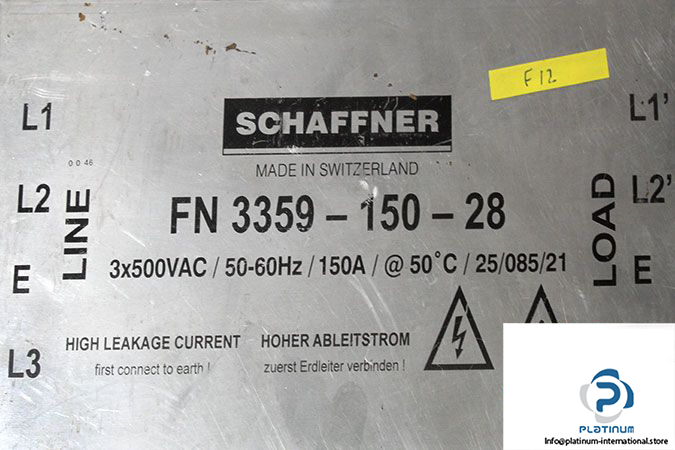 F12
SCHAFFNER
MADE IN SWITZERLAND
FN 3359 – 150 – 28
3x500VAC / 50-60Hz / 150A / @ 50°C / 25/085/21
HIGH LEAKAGE CURRENT
first connect to earth !
HOHER ABLEITSTROM
zuerst Erdleiter verbinden !
L1
0 0 46
L2
LINE
E
L3
L1'
LOAD
L2'
E
P
PLATINUM
Info@platinum-international.store